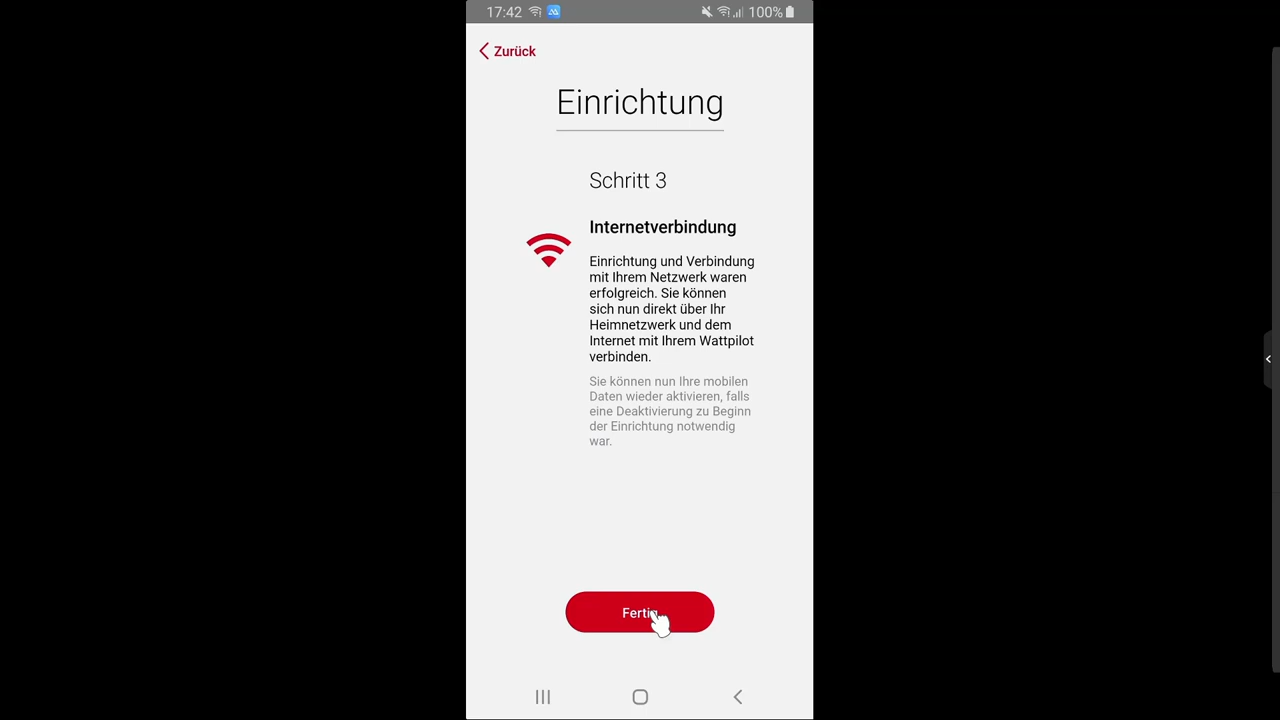 17:42
100%
Zurück
Einrichtung
Schritt 3
Internetverbindung
Einrichtung und Verbindung
mit Ihrem Netzwerk waren
erfolgreich. Sie können
sich nun direkt über Ihr
Heimnetzwerk und dem
Internet mit Ihrem Wattpilot
verbinden.
Sie können nun Ihre mobilen
Daten wieder aktivieren, falls
eine Deaktivierung zu Beginn
der Einrichtung notwendig
war.
Fertig